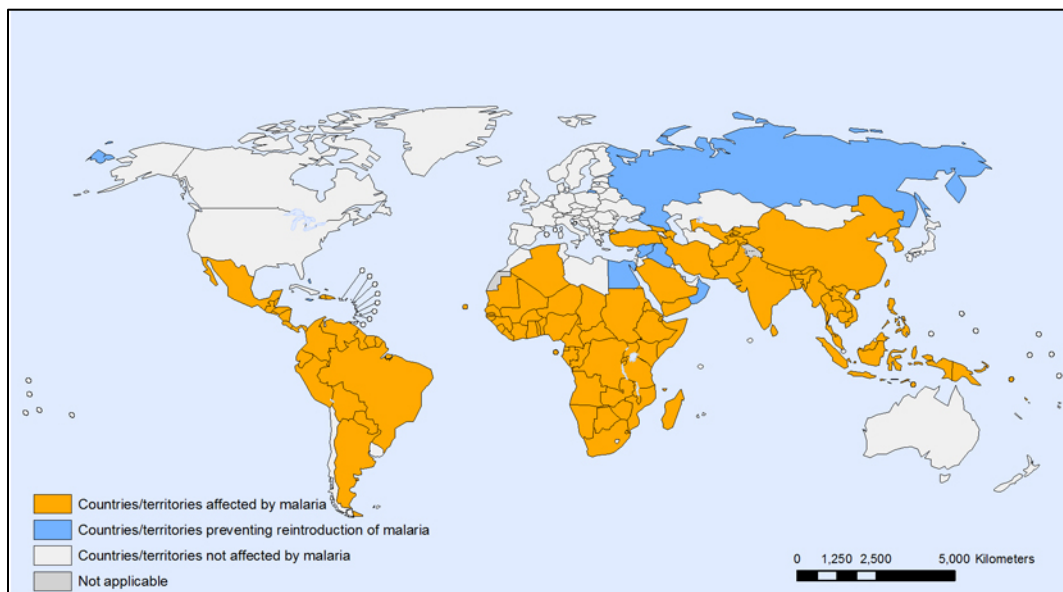 Countries/territories affected by malaria
Countries/territories preventing reintroduction of malaria
Countries/territories not affected by malaria
Not applicable
0 1,250 2,500 5,000 Kilometers